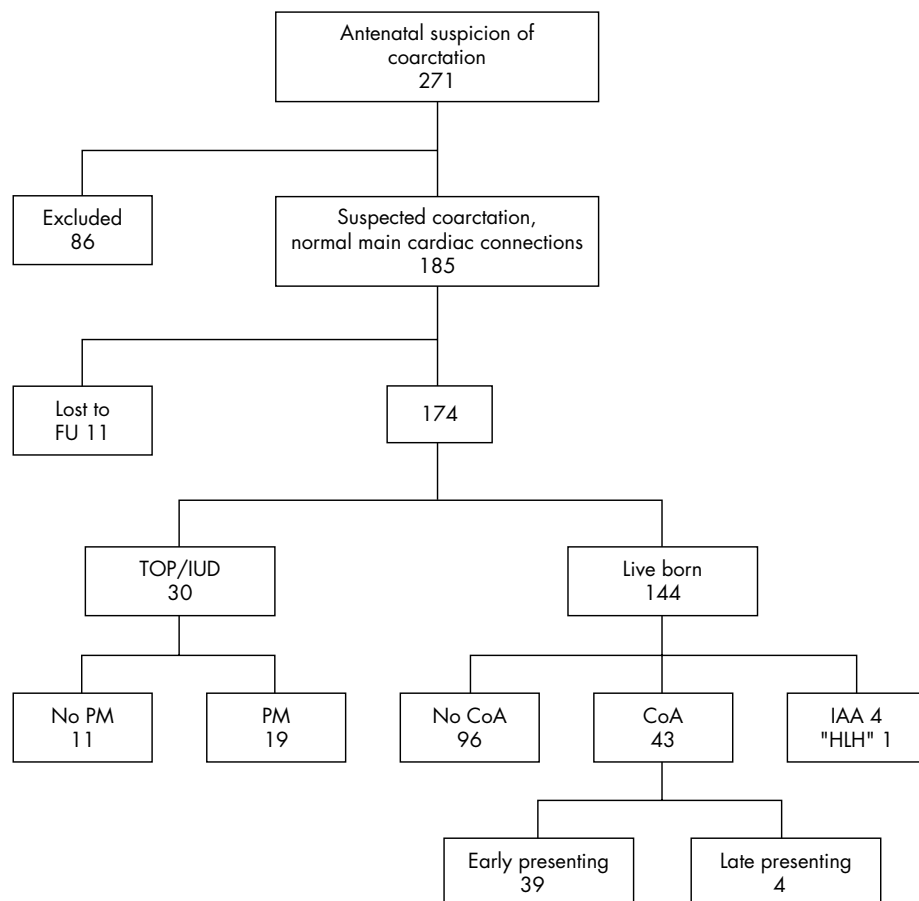 Antenatal suspicion of
coarctation
271
Excluded
86
Suspected coarctation,
normal main cardiac connections
185
Lost to
FU 11
174
TOP/IUD
30
Live born
144
No PM
11
PM
19
No CoA
96
CoA
43
IAA 4
"HLH" 1
Early presenting
39
Late presenting
4